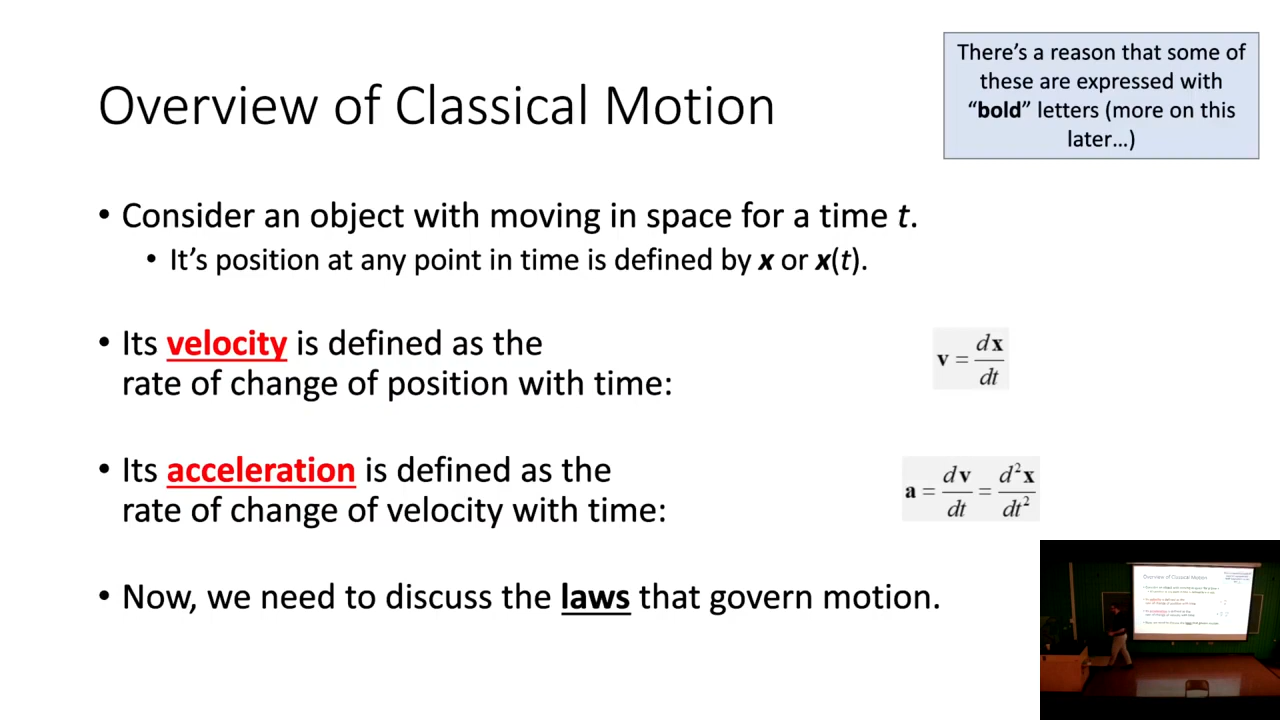 There's a reason that some of
these are expressed with
“bold” letters (more on this
later…)
Overview of Classical Motion
• Consider an object with moving in space for a time t.
• It's position at any point in time is defined by x or x(t).
• Its velocity is defined as the
rate of change of position with time:
v = dx/dt
• Its acceleration is defined as the
rate of change of velocity with time:
a = dv/dt = d²x/dt²
• Now, we need to discuss the laws that govern motion.
Overview of Classical Motion